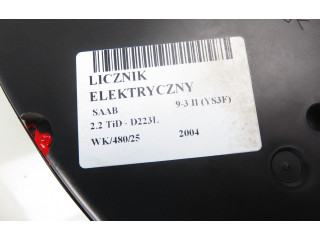 LICZNIK
ELEKTRYCZNY
SAAB 9-3 II (YS3F)
2.2 TiD - D223L
WK/480/25 2004